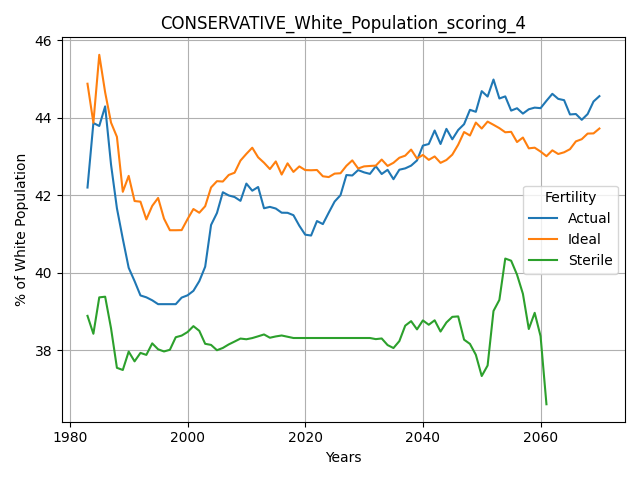 CONSERVATIVE_White_Population_scoring_4
% of White Population
46
44
42
40
38
Fertility
Actual
Ideal
Sterile
1980 2000 2020 2040 2060
Years